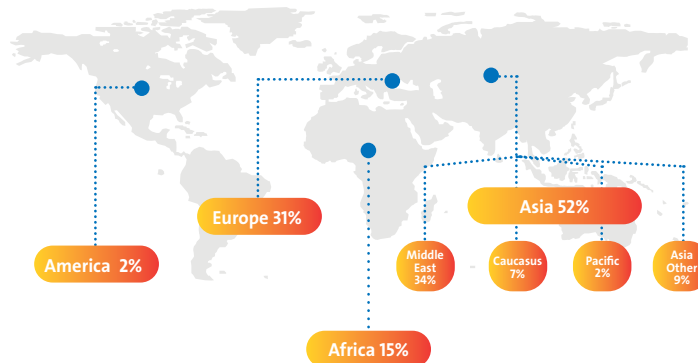 Europe 31%
Asia 52%
America 2%
Middle
East
34%
Caucasus
7%
Pacific
2%
Asia
Other
9%
Africa 15%